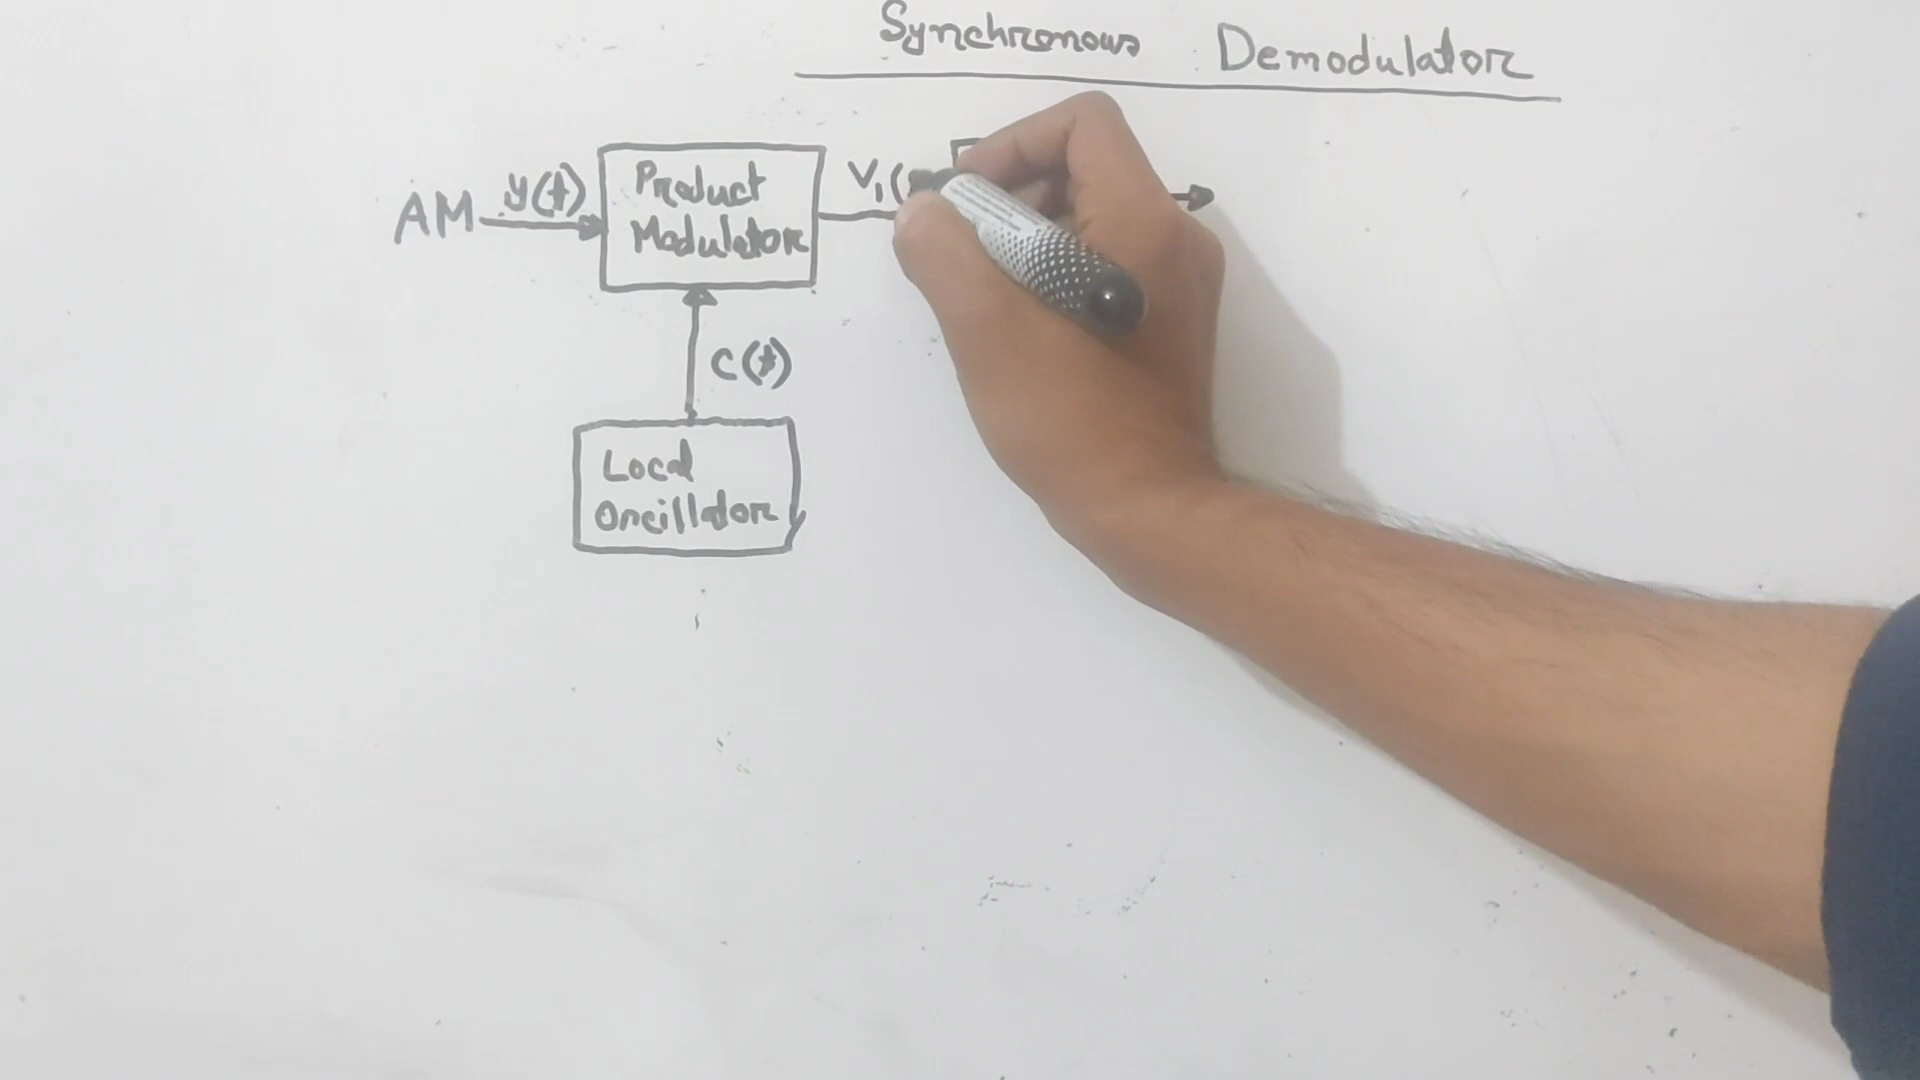 Synchronous Demodulator
AM y(t)
Product
Modulator
V₁(
C(t)
Local
Oscillator